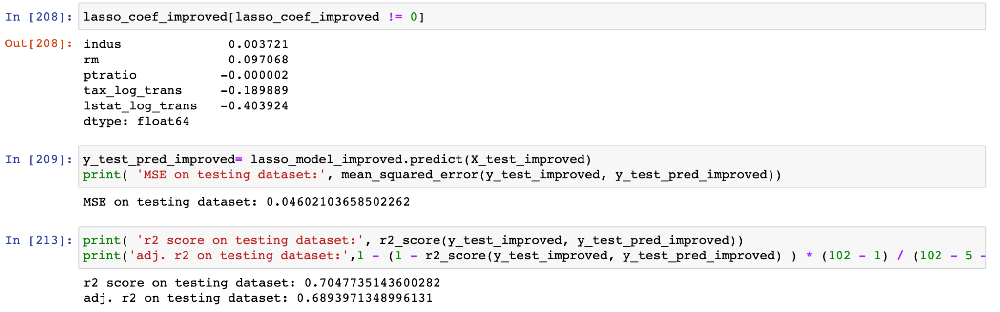 In [208]: lasso_coef_improved[lasso_coef_improved != 0]
Out[208]: indus 0.003721
rm 0.097068
ptratio -0.000002
tax_log_trans -0.189889
lstat_log_trans -0.403924
dtype: float64
In [209]: y_test_pred_improved= lasso_model_improved.predict(X_test_improved)
print( 'MSE on testing dataset:', mean_squared_error(y_test_improved, y_test_pred_improved))
MSE on testing dataset: 0.04602103658502262
In [213]: print( 'r2 score on testing dataset:', r2_score(y_test_improved, y_test_pred_improved))
print('adj. r2 on testing dataset:',1 - (1 - r2_score(y_test_improved, y_test_pred_improved) ) * (102 - 1) / (102 - 5 -
r2 score on testing dataset: 0.7047735143600282
adj. r2 on testing dataset: 0.6893971348996131